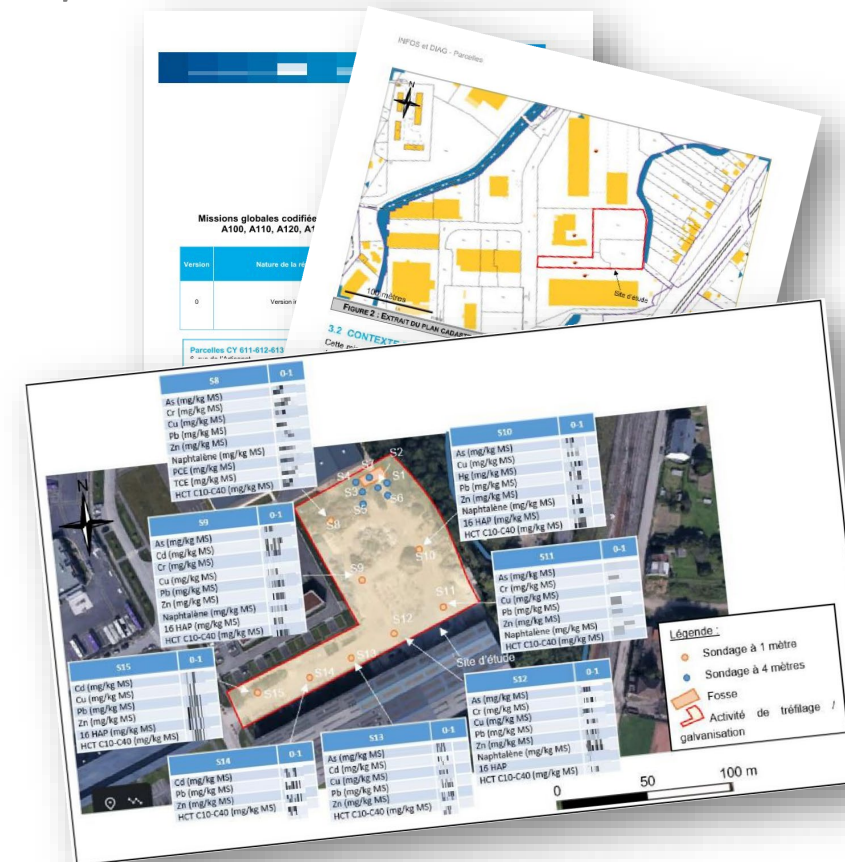 INFOS et DIAG - Parcelles
Missions globales codifiée
A100, A110, A120, A1
Version
Nature de la ré
0
Version i
Parcelles CY 611-612-613
100 mètres
Site d'étude
FIGURE 2 : EXTRAIT DU PLAN CADAST
3.2 CONTEXTE
Cette mi
S8 0-1
As (mg/kg MS)
Cr (mg/kg MS)
Cu (mg/kg MS)
Pb (mg/kg MS)
Zn (mg/kg MS)
Naphtalène (mg/kg MS)
PCE (mg/kg MS)
TCE (mg/kg MS)
HCT C10-C40 (mg/kg MS)
S10 0-1
As (mg/kg MS)
Cu (mg/kg MS)
Hg (mg/kg MS)
Pb (mg/kg MS)
Zn (mg/kg MS)
Naphtalène (mg/kg MS)
16 HAP (mg/kg MS)
HCT C10-C40 (mg/kg MS)
S9 0-1
As (mg/kg MS)
Cd (mg/kg MS)
Cr (mg/kg MS)
Cu (mg/kg MS)
Pb (mg/kg MS)
Zn (mg/kg MS)
Naphtalène (mg/kg MS)
16 HAP (mg/kg MS)
HCT C10-C40 (mg/kg MS)
S11 0-1
As (mg/kg MS)
Cr (mg/kg MS)
Cu (mg/kg MS)
Pb (mg/kg MS)
Zn (mg/kg MS)
Naphtalène (mg/kg MS)
HCT C10-C40 (mg/kg MS)
S15 0-1
Cd (mg/kg MS)
Cu (mg/kg MS)
Pb (mg/kg MS)
Zn (mg/kg MS)
16 HAP (mg/kg MS)
HCT C10-C40 (mg/kg MS)
S14 0-1
Cd (mg/kg MS)
Pb (mg/kg MS)
Zn (mg/kg MS)
HCT C10-C40 (mg/kg MS)
S13 0-1
As (mg/kg MS)
Cd (mg/kg MS)
Cu (mg/kg MS)
Pb (mg/kg MS)
Zn (mg/kg MS)
HCT C10-C40 (mg/kg MS)
S12 0-1
As (mg/kg MS)
Cr (mg/kg MS)
Cu (mg/kg MS)
Pb (mg/kg MS)
Zn (mg/kg MS)
Naphtalène (mg/kg MS)
16 HAP
HCT C10-C40 (mg/kg MS)
N
S2
S4
S1
S3
S6
S5
S8
S10
S9
S11
S12
S13
S14
S15
Site d'étude
Légende :
Sondage à 1 mètre
Sondage à 4 mètres
Fosse
Activité de tréfilage /
galvanisation
0 50 100 m